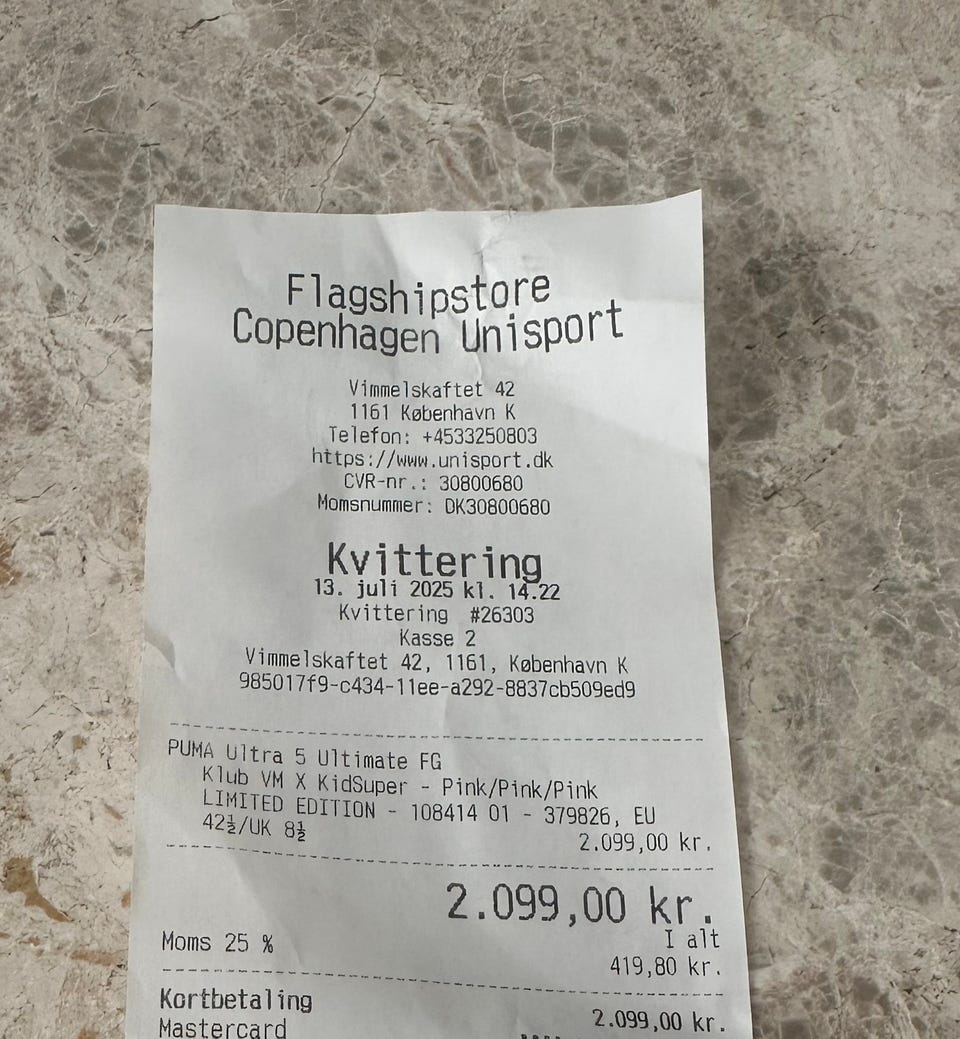 Flagshipstore
Copenhagen Unisport
Vimmelskaftet 42
1161 København K
Telefon: +4533250803
https://www.unisport.dk
CVR-nr.: 30800680
Momsnummer: DK30800680
Kvittering
13. juli 2025 kl. 14.22
Kvittering #26303
Kasse 2
Vimmelskaftet 42, 1161, København K
985017f9-c434-11ee-a292-8837cb509ed9
PUMA Ultra 5 Ultimate FG
Klub VM X KidSuper - Pink/Pink/Pink
LIMITED EDITION - 108414 01 - 379826, EU
42½/UK 8½ 2.099,00 kr.
2.099,00 kr.
I alt
Moms 25 % 419,80 kr.
Kortbetaling 2.099,00 kr.
Mastercard